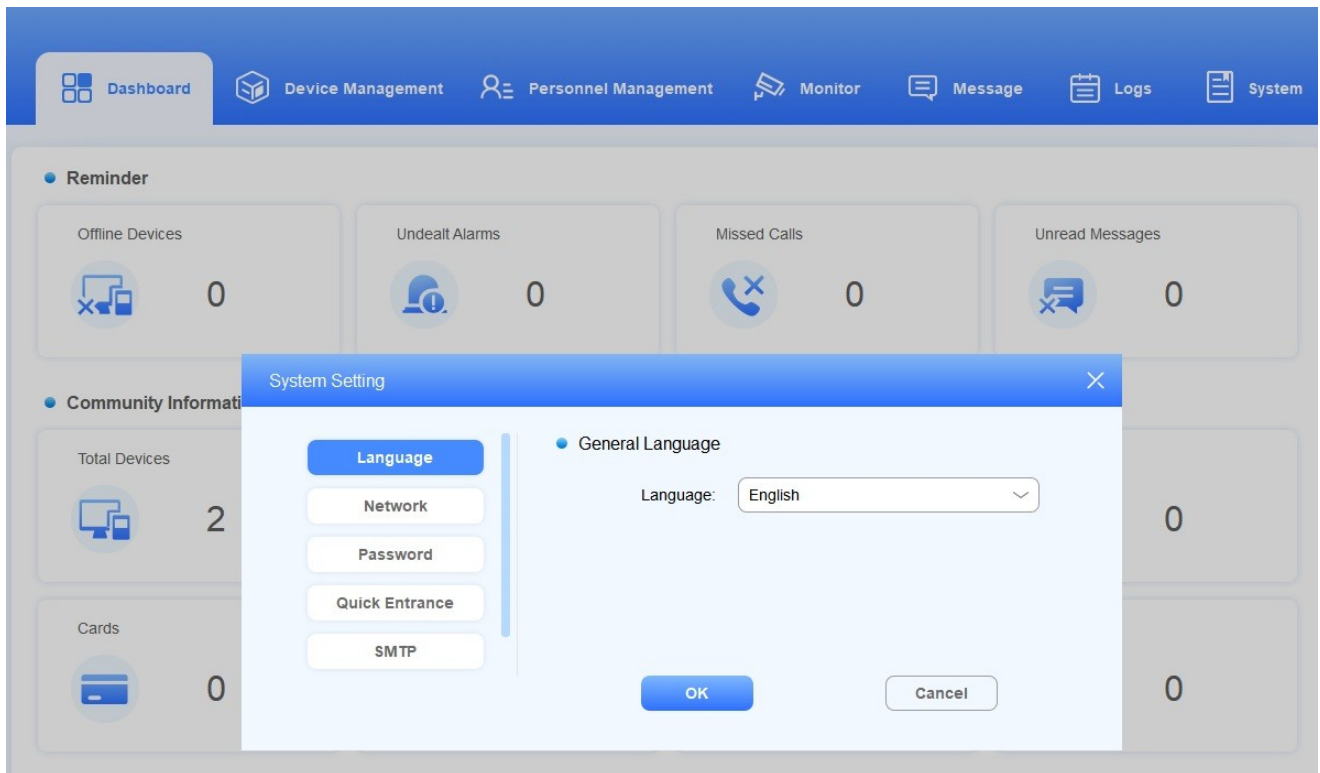 Dashboard
Device Management
Personnel Management
Monitor
Message
Logs
System
Reminder
Offline Devices
Undealt Alarms
Missed Calls
Unread Messages
0
0
0
0
System Setting
Community Informati
Language
General Language
Total Devices
Language:
English
Network
2
0
Password
Quick Entrance
Cards
SMTP
0
OK
Cancel
0